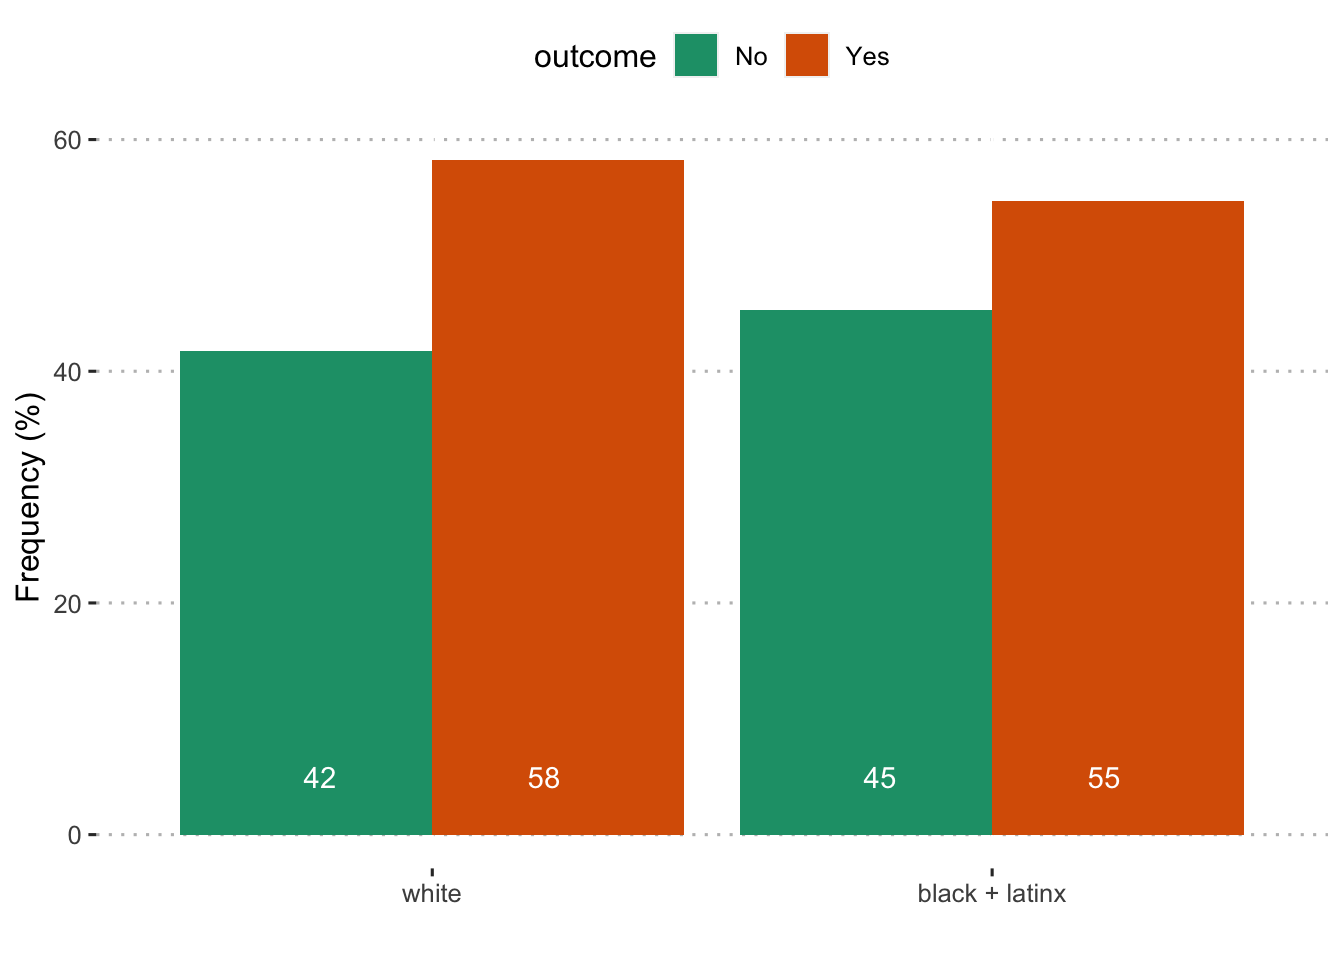 outcome No Yes
60
40
20
0
Frequency (%)
42 58 45 55
white black + latinx